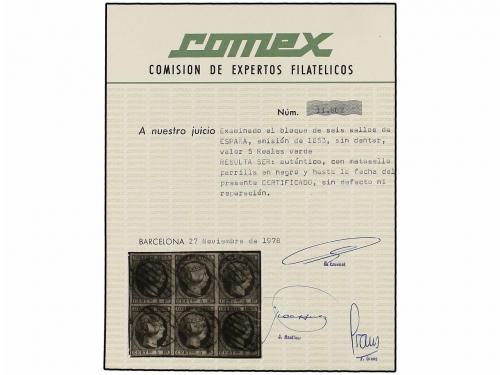 comex
COMISION DE EXPERTOS FILATELICOS
Núm.
A nuestro juicio Examinado el bloque de seis sellos de
ESPAÑA, emisión de 1853, sin dentar,
valor 5 Reales verde
RESULTA SER: auténtico, con matasello
parrilla en negro y hasta la fecha del
presente CERTIFICADO, sin defecto ni
reparación.
BARCELONA 27 Noviembre de 1978